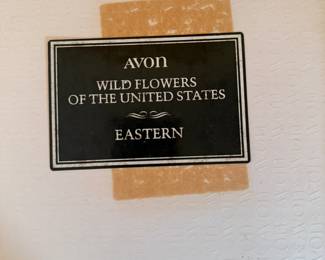 AVON
WILD FLOWERS
OF THE UNITED STATES
EASTERN